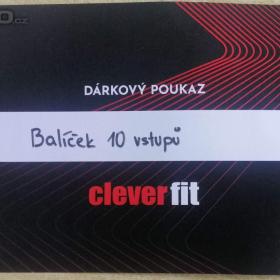 DÁRKOVÝ POUKAZ
Balíček 10 vstupů
cleverfit